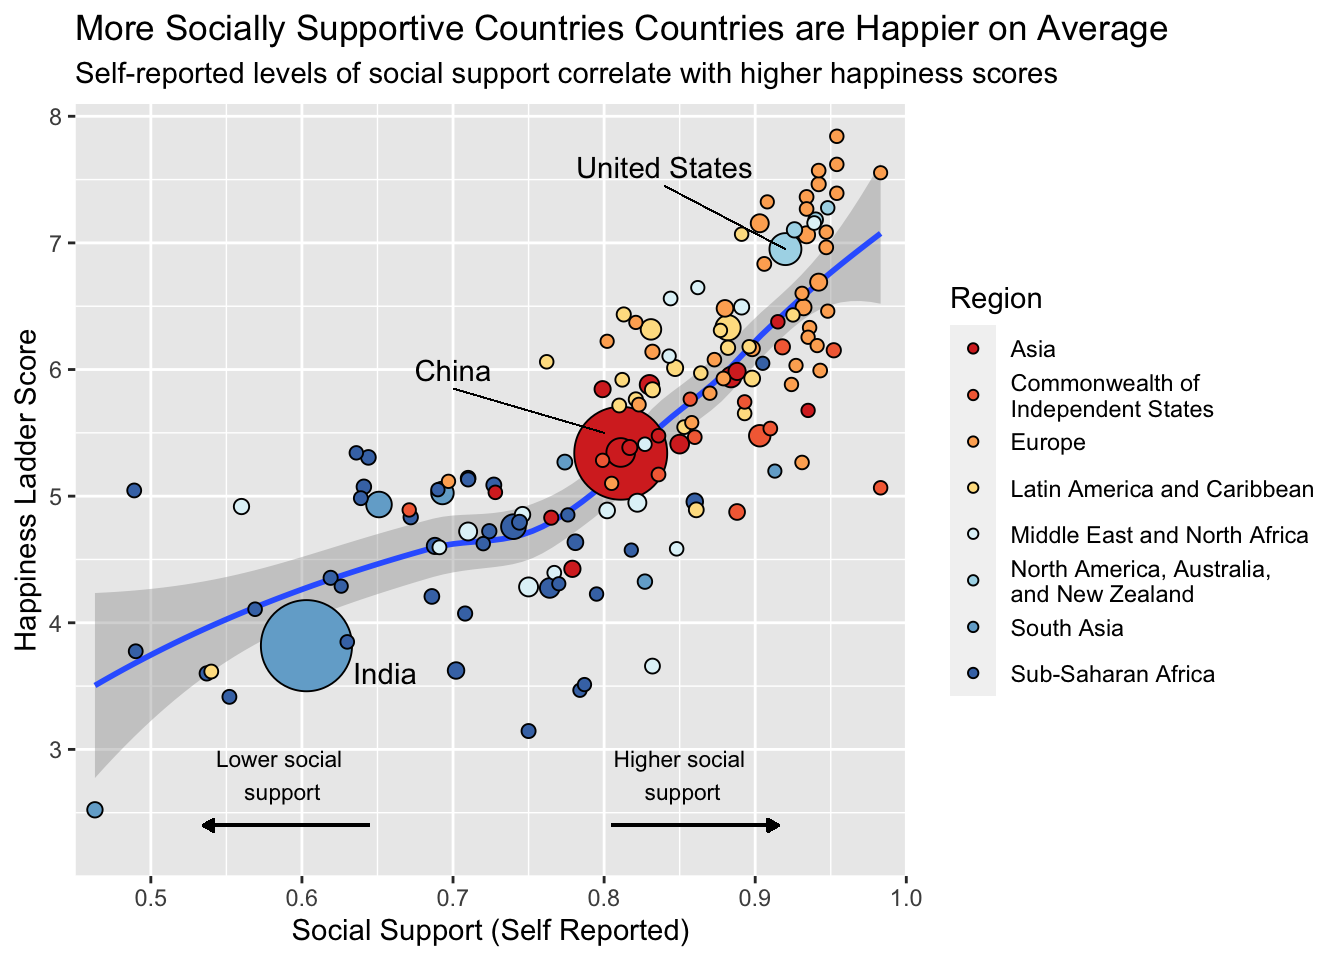 More Socially Supportive Countries Countries are Happier on Average
Self-reported levels of social support correlate with higher happiness scores
8
7
6
5
4
3
Happiness Ladder Score
United States
China
India
Lower social
support
Higher social
support
0.5
0.6
0.7
0.8
0.9
1.0
Social Support (Self Reported)
Region
Asia
Commonwealth of
Independent States
Europe
Latin America and Caribbean
Middle East and North Africa
North America, Australia,
and New Zealand
South Asia
Sub-Saharan Africa